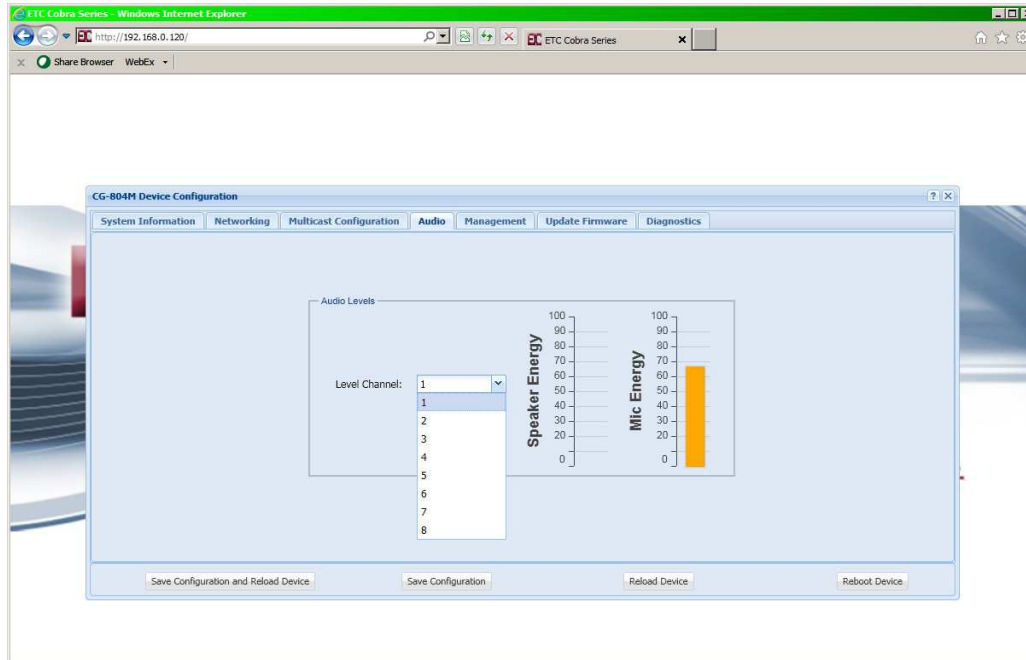 ETC Cobra Series - Windows Internet Explorer
http://192.168.0.120/
ETC Cobra Series
Share Browser WebEx
CG-804M Device Configuration
System Information Networking Multicast Configuration Audio Management Update Firmware Diagnostics
Audio Levels
Level Channel: 1
1
2
3
4
5
6
7
8
Speaker Energy
100
90
80
70
60
50
40
30
20
0
Mic Energy
100
90
80
70
60
50
40
30
20
0
Save Configuration and Reload Device Save Configuration Reload Device Reboot Device